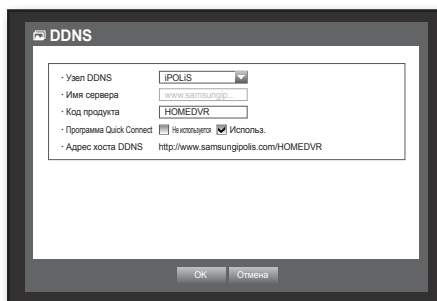 DDNS
· Узел DDNS iPOLiS
· Имя сервера www.samsungip...
· Код продукта HOMEDVR
· Программа Quick Connect Не используется Использ.
· Адрес хоста DDNS http://www.samsungipolis.com/HOMEDVR
OK Отмена